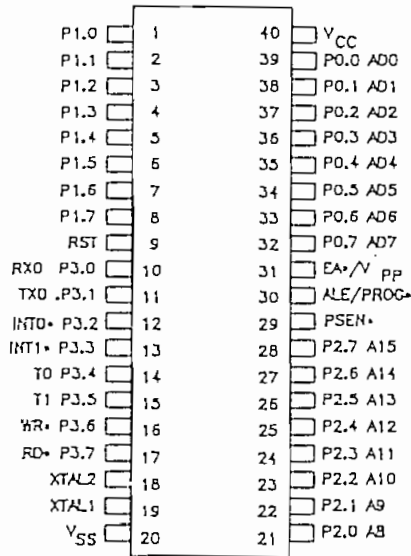 P1.0 1 40 VCC
P1.1 2 39 P0.0 AD0
P1.2 3 38 P0.1 AD1
P1.3 4 37 P0.2 AD2
P1.4 5 36 P0.3 AD3
P1.5 6 35 P0.4 AD4
P1.6 7 34 P0.5 AD5
P1.7 8 33 P0.6 AD6
RST 9 32 P0.7 AD7
RX0 P3.0 10 31 EA*/VPP
TX0 .P3.1 11 30 ALE/PROG*
INT0* P3.2 12 29 PSEN*
INT1* P3.3 13 28 P2.7 A15
T0 P3.4 14 27 P2.6 A14
T1 P3.5 15 26 P2.5 A13
WR* P3.6 16 25 P2.4 A12
RD* P3.7 17 24 P2.3 A11
XTAL2 18 23 P2.2 A10
XTAL1 19 22 P2.1 A9
VSS 20 21 P2.0 A8